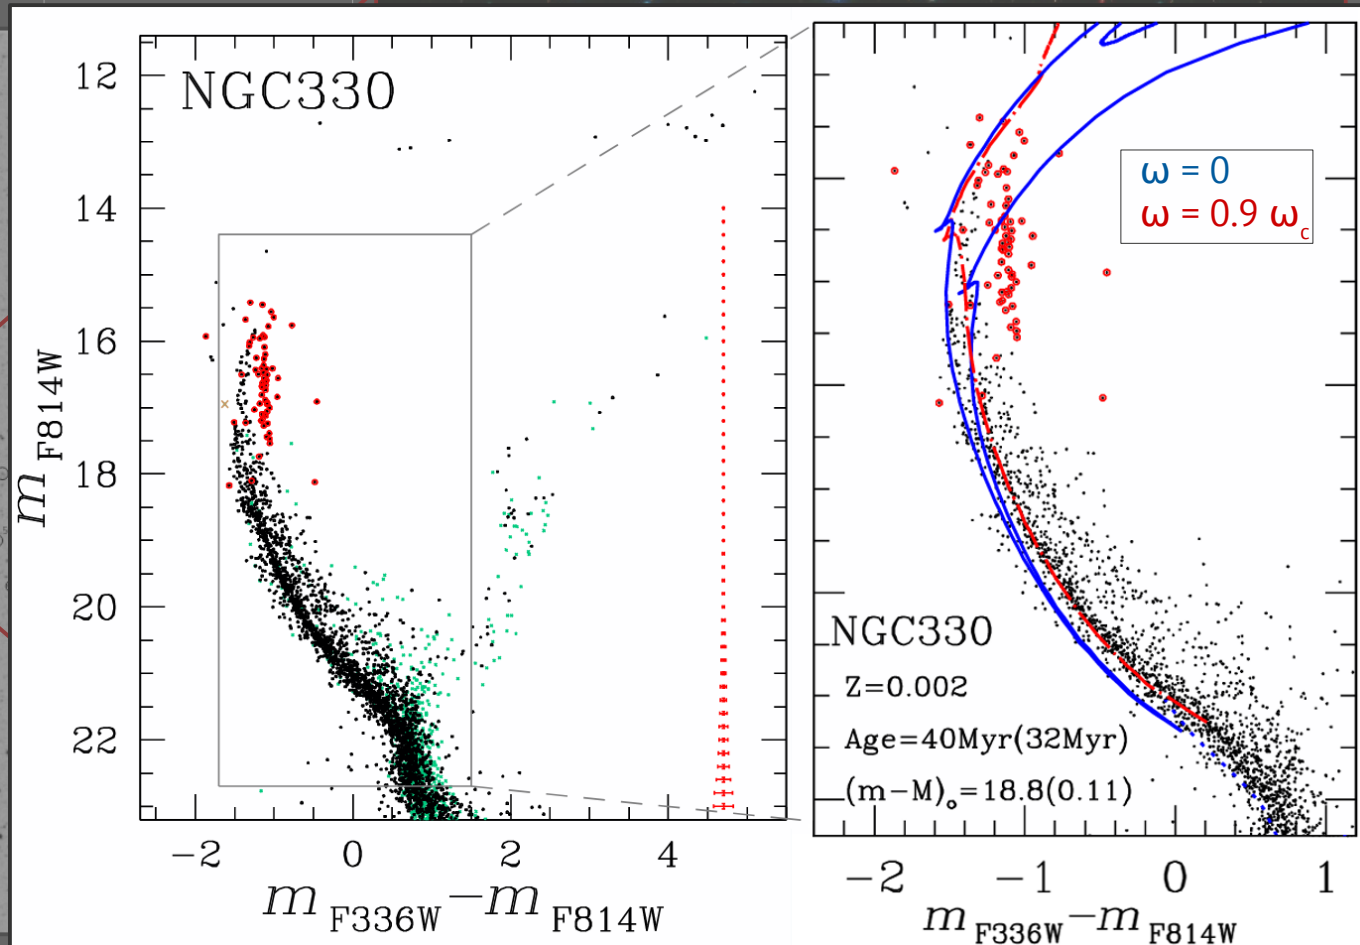 NGC330
12
14
16
18
20
22
m F814W
−2 0 2 4
m F336W−m F814W
ω = 0
ω = 0.9 ωc
NGC330
Z=0.002
Age=40Myr(32Myr)
(m−M)o=18.8(0.11)
−2 −1 0 1
m F336W−m F814W